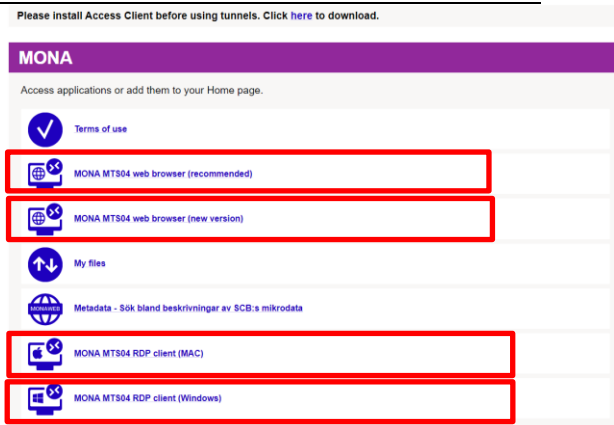 Please install Access Client before using tunnels. Click here to download.
MONA
Access applications or add them to your Home page.
Terms of use
MONA MTS04 web browser (recommended)
MONA MTS04 web browser (new version)
My files
MONAWEB
Metadata - Sök bland beskrivningar av SCB:s mikrodata
MONA MTS04 RDP client (MAC)
MONA MTS04 RDP client (Windows)